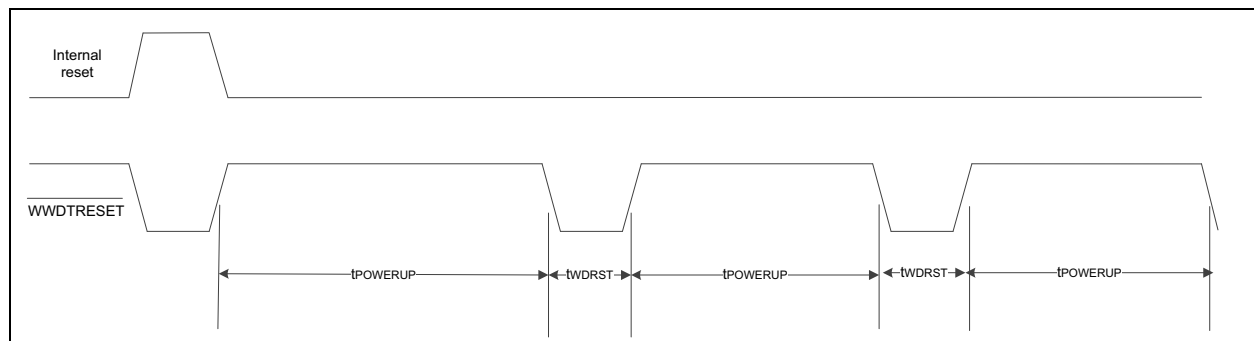 Internal
reset
WWDTRESET
tPOWERUP
tWDRST
tPOWERUP
tWDRST
tPOWERUP